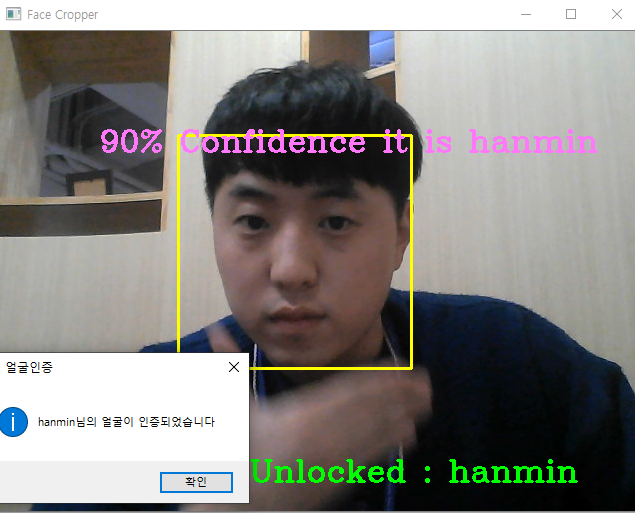 Face Cropper
90% Confidence it is hanmin
얼굴인증
hanmin님의 얼굴이 인증되었습니다
확인
Unlocked : hanmin